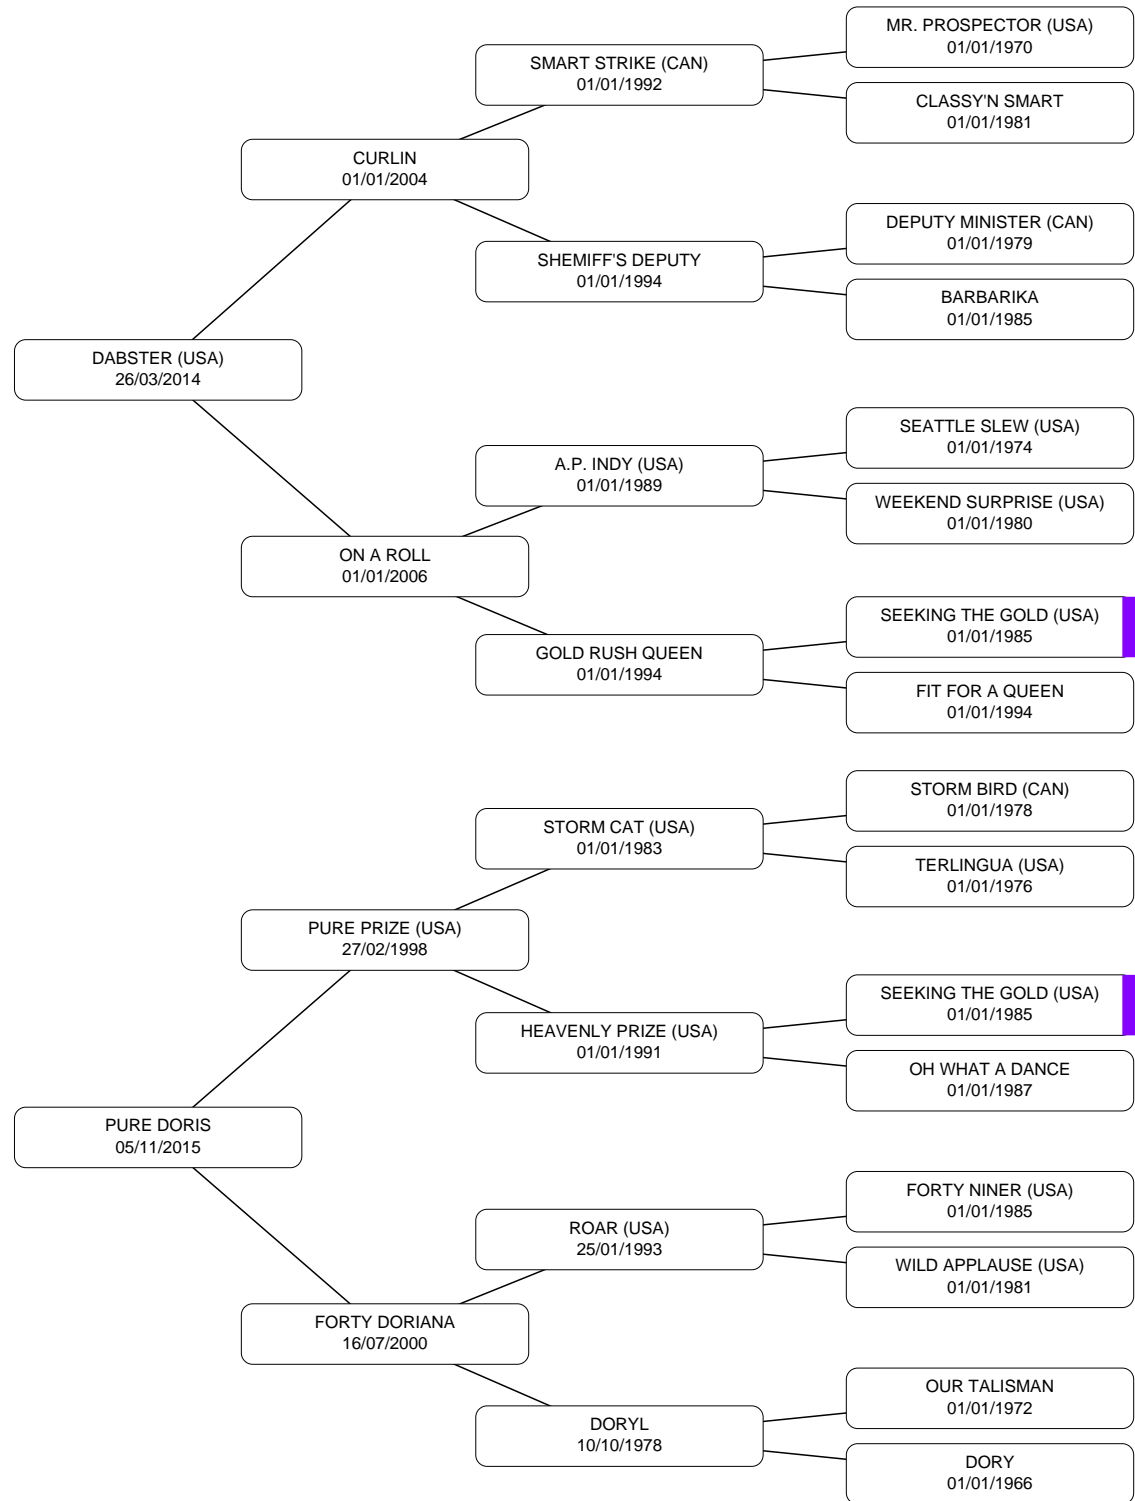 MR. PROSPECTOR (USA)
01/01/1970
SMART STRIKE (CAN)
01/01/1992
CLASSY'N SMART
01/01/1981
CURLIN
01/01/2004
DEPUTY MINISTER (CAN)
01/01/1979
SHEMIFF'S DEPUTY
01/01/1994
BARBARIKA
01/01/1985
DABSTER (USA)
26/03/2014
SEATTLE SLEW (USA)
01/01/1974
A.P. INDY (USA)
01/01/1989
WEEKEND SURPRISE (USA)
01/01/1980
ON A ROLL
01/01/2006
SEEKING THE GOLD (USA)
01/01/1985
GOLD RUSH QUEEN
01/01/1994
FIT FOR A QUEEN
01/01/1994
STORM BIRD (CAN)
01/01/1978
STORM CAT (USA)
01/01/1983
TERLINGUA (USA)
01/01/1976
PURE PRIZE (USA)
27/02/1998
SEEKING THE GOLD (USA)
01/01/1985
HEAVENLY PRIZE (USA)
01/01/1991
OH WHAT A DANCE
01/01/1987
PURE DORIS
05/11/2015
FORTY NINER (USA)
01/01/1985
ROAR (USA)
25/01/1993
WILD APPLAUSE (USA)
01/01/1981
FORTY DORIANA
16/07/2000
OUR TALISMAN
01/01/1972
DORYL
10/10/1978
DORY
01/01/1966